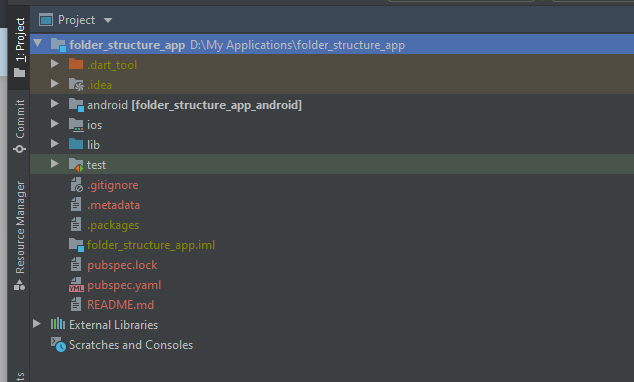 Project
1: Project
folder_structure_app D:\My Applications\folder_structure_app
.dart_tool
.idea
android [folder_structure_app_android]
ios
lib
test
.gitignore
.metadata
.packages
folder_structure_app.iml
pubspec.lock
YML pubspec.yaml
README.md
External Libraries
Scratches and Consoles
Commit
Resource Manager